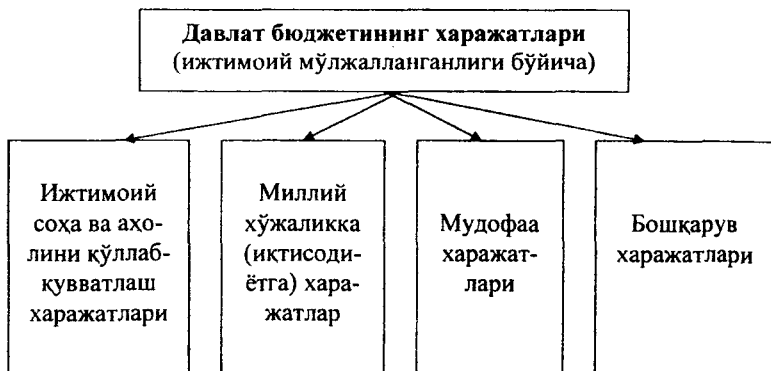 Давлат бюджетининг харажатлари
(ижтимоий мўлжалланганлиги бўйича)
Ижтимоий
соҳа ва аҳо-
лини қўллаб-
қувватлаш
харажатлари
Миллий
хўжаликка
(иқтисоди-
ётга) хара-
жатлар
Мудофаа
харажат-
лари
Бошқарув
харажатлари